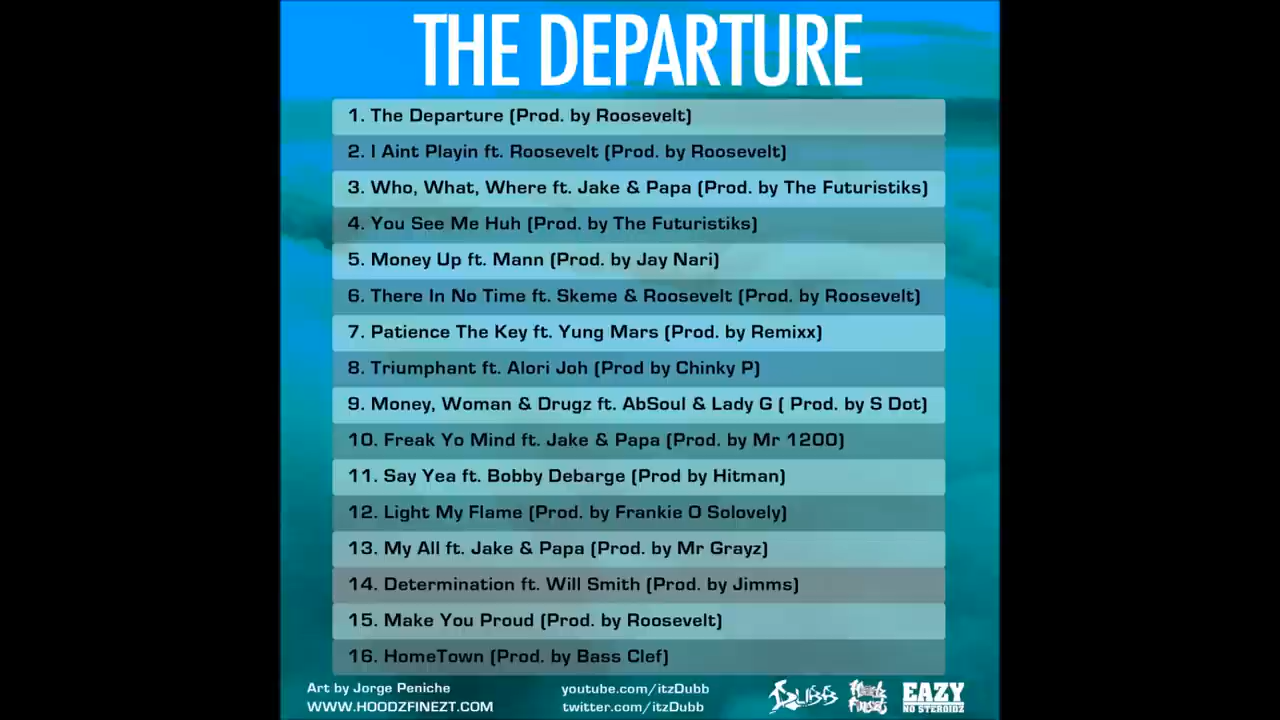 THE DEPARTURE
1. The Departure (Prod. by Roosevelt)
2. I Aint Playin ft. Roosevelt (Prod. by Roosevelt)
3. Who, What, Where ft. Jake & Papa (Prod. by The Futuristiks)
4. You See Me Huh (Prod. by The Futuristiks)
5. Money Up ft. Mann (Prod. by Jay Nari)
6. There In No Time ft. Skeme & Roosevelt (Prod. by Roosevelt)
7. Patience The Key ft. Yung Mars (Prod. by Remixx)
8. Triumphant ft. Alori Joh (Prod by Chinky P)
9. Money, Woman & Drugz ft. AbSoul & Lady G ( Prod. by S Dot)
10. Freak Yo Mind ft. Jake & Papa (Prod. by Mr 1200)
11. Say Yea ft. Bobby Debarge (Prod by Hitman)
12. Light My Flame (Prod. by Frankie O Solovely)
13. My All ft. Jake & Papa (Prod. by Mr Grayz)
14. Determination ft. Will Smith (Prod. by Jimms)
15. Make You Proud (Prod. by Roosevelt)
16. HomeTown (Prod. by Bass Clef)
Art by Jorge Peniche
WWW.HOODZFINEZT.COM
youtube.com/itzDubb
twitter.com/itzDubb
Dubb
EAZY
NO STEROIDZ